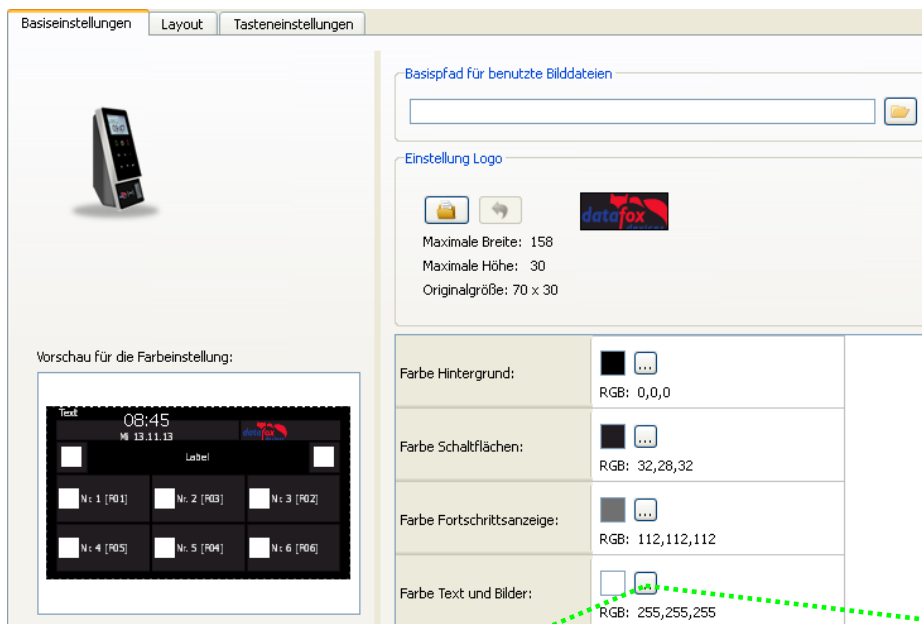 Basiseinstellungen
Layout
Tasteneinstellungen
Basispfad für benutzte Bilddateien
Einstellung Logo
datafox
devices
Maximale Breite: 158
Maximale Höhe: 30
Originalgröße: 70 x 30
Vorschau für die Farbeinstellung:
Text
08:45
Mi 13.11.13
datafox
Label
Nr. 1 [F01]
Nr. 2 [F03]
Nr. 3 [F02]
Nr. 4 [F05]
Nr. 5 [F04]
Nr. 6 [F06]
Farbe Hintergrund:
...
RGB: 0,0,0
Farbe Schaltflächen:
...
RGB: 32,28,32
Farbe Fortschrittsanzeige:
...
RGB: 112,112,112
Farbe Text und Bilder:
...
RGB: 255,255,255